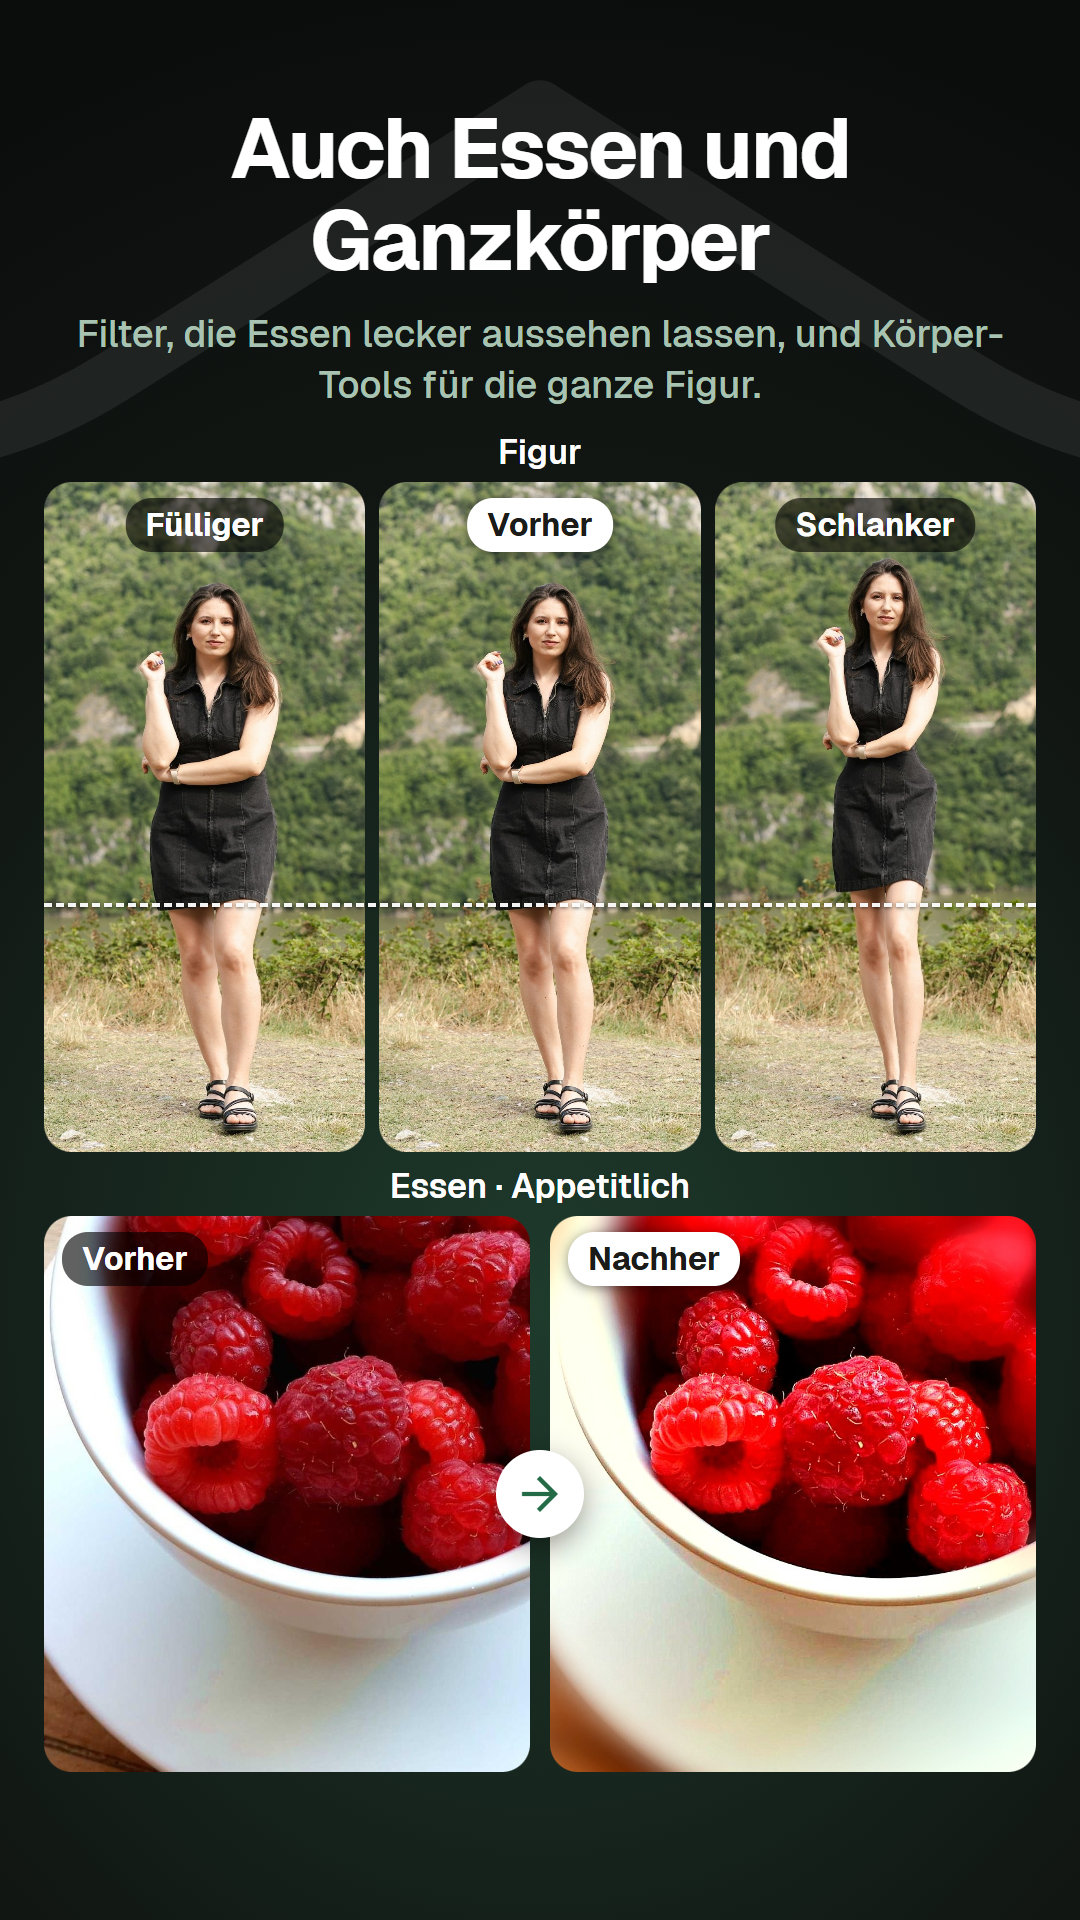 Auch Essen und
Ganzkörper
Filter, die Essen lecker aussehen lassen, und Körper-
Tools für die ganze Figur.
Figur
Fülliger
Vorher
Schlanker
Essen · Appetitlich
Vorher
Nachher